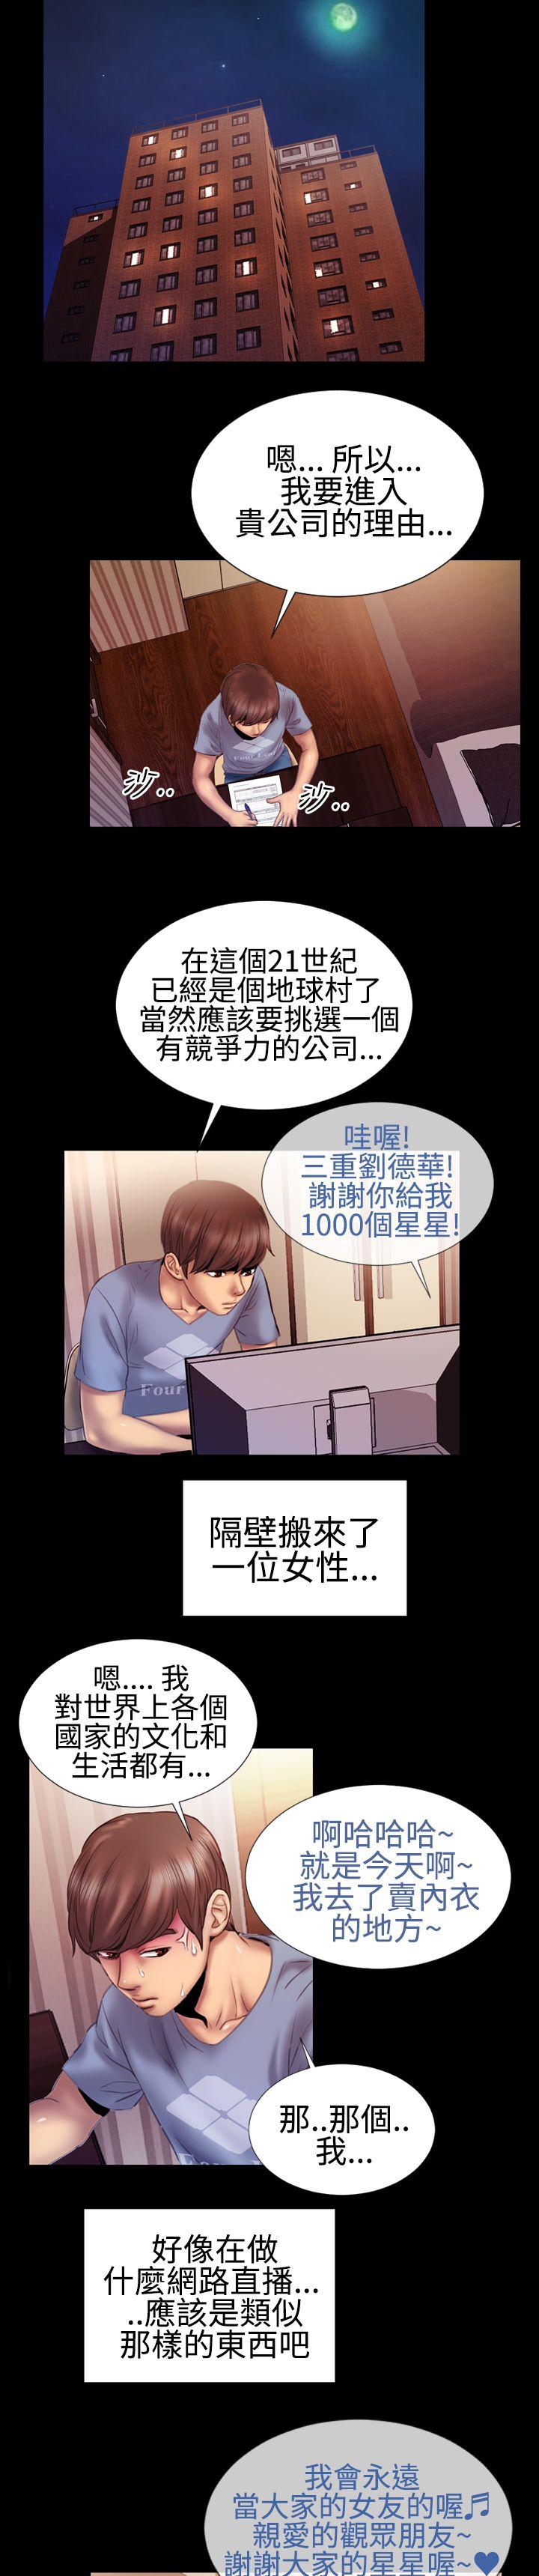 嗯... 所以...
我要進入
貴公司的理由...
Your Four
沙..
沙..
在這個21世紀
已經是個地球村了
當然應該要挑選一個
有競爭力的公司...
哇喔!
三重劉德華!
謝謝你給我
1000個星星!
Four
隔壁搬來了
一位女性...
嗯.... 我
對世界上各個
國家的文化和
生活都有...
啊哈哈哈~
就是今天啊~
我去了賣內衣
的地方~
那..那個..
我...
好像在做
什麼網路直播...
..應該是類似
那樣的東西吧
我會永遠
當大家的女友的喔♬
親愛的觀眾朋友~
謝謝大家的星星喔~♥